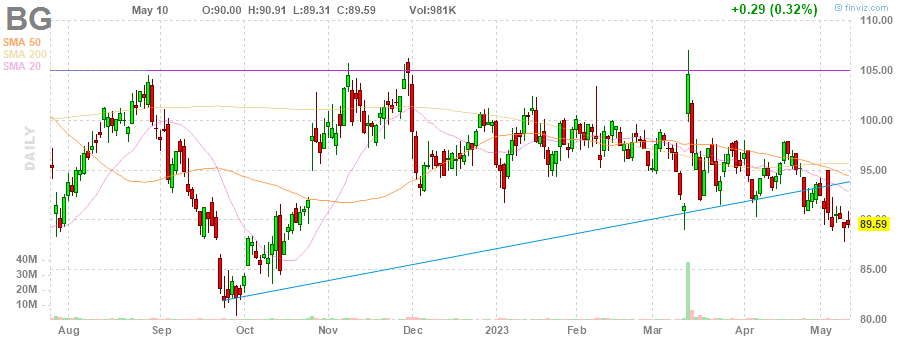 BG May 10 O:90.00 H:90.91 L:89.31 C:89.59 Vol:981K +0.29 (0.32%) © finviz.com
SMA 50
SMA 200
SMA 20
DAILY
110.00
105.00
100.00
95.00
90.00
89.59
85.00
80.00
40M
30M
20M
10M
Aug Sep Oct Nov Dec 2023 Feb Mar Apr May